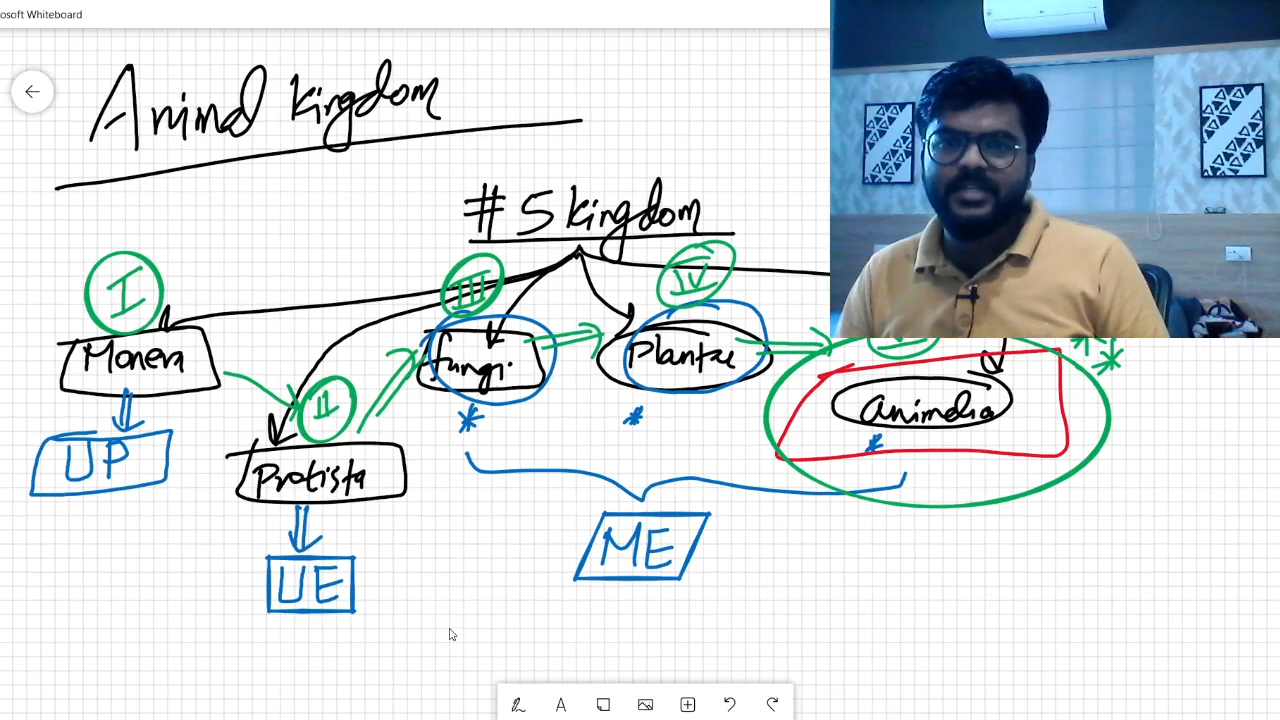 osoft Whiteboard
Animal kingdom
# 5 kingdom
I
III
IV
Monera
fungi
Plantae
II
animalia
UP
Protista
ME
UE
A